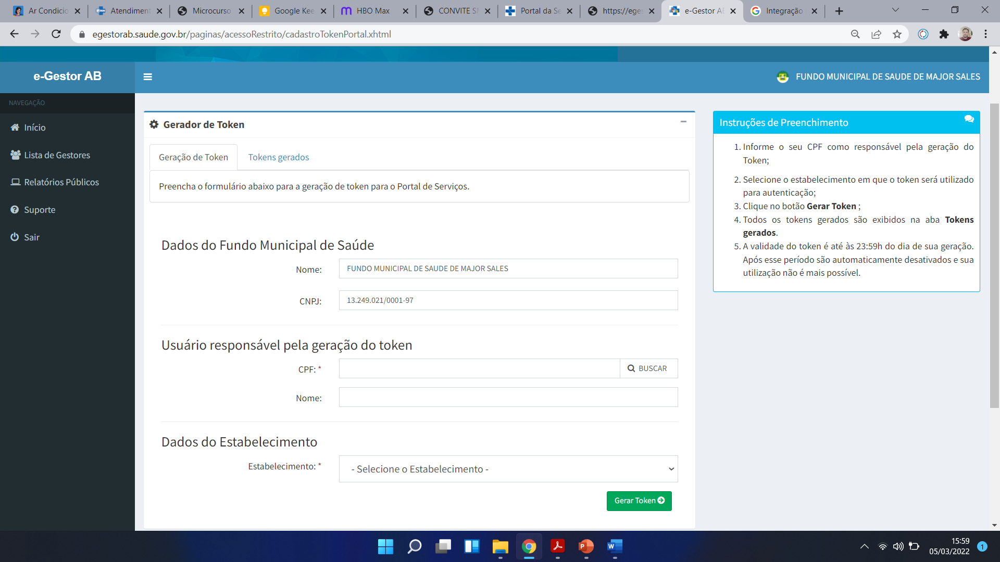 Ar Condicio
Atendiment
Microcurso
Google Kee
HBO Max
CONVITE SM
Portal da Se
https://eges
e-Gestor AB
Integração
egestorab.saude.gov.br/paginas/acessoRestrito/cadastroTokenPortal.xhtml
e-Gestor AB
FUNDO MUNICIPAL DE SAUDE DE MAJOR SALES
NAVEGAÇÃO
Início
Lista de Gestores
Relatórios Públicos
Suporte
Sair
Gerador de Token
Geração de Token
Tokens gerados
Preencha o formulário abaixo para a geração de token para o Portal de Serviços.
Dados do Fundo Municipal de Saúde
Nome:
FUNDO MUNICIPAL DE SAUDE DE MAJOR SALES
CNPJ:
13.249.021/0001-97
Usuário responsável pela geração do token
CPF: *
BUSCAR
Nome:
Dados do Estabelecimento
Estabelecimento: *
- Selecione o Estabelecimento -
Gerar Token
Instruções de Preenchimento
1. Informe o seu CPF como responsável pela geração do
Token;
2. Selecione o estabelecimento em que o token será utilizado
para autenticação;
3. Clique no botão Gerar Token ;
4. Todos os tokens gerados são exibidos na aba Tokens
gerados.
5. A validade do token é até às 23:59h do dia de sua geração.
Após esse período são automaticamente desativados e sua
utilização não é mais possível.
15:59
05/03/2022
1